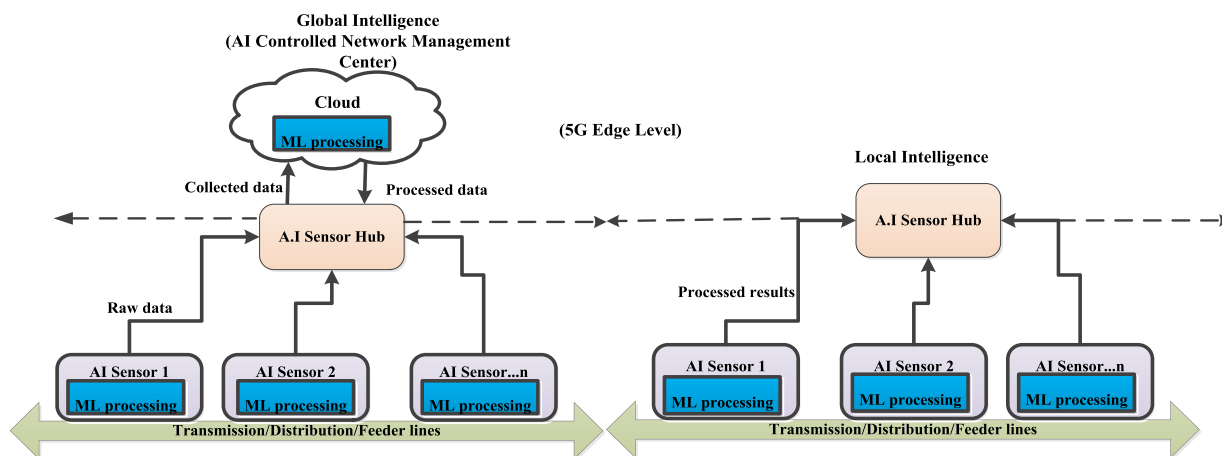 Global Intelligence
(AI Controlled Network Management
Center)
Cloud
ML processing
Collected data
Processed data
A.I Sensor Hub
Raw data
AI Sensor 1
ML processing
AI Sensor 2
ML processing
AI Sensor...n
ML processing
Transmission/Distribution/Feeder lines
(5G Edge Level)
Local Intelligence
A.I Sensor Hub
Processed results
AI Sensor 1
ML processing
AI Sensor 2
ML processing
AI Sensor...n
ML processing
Transmission/Distribution/Feeder lines